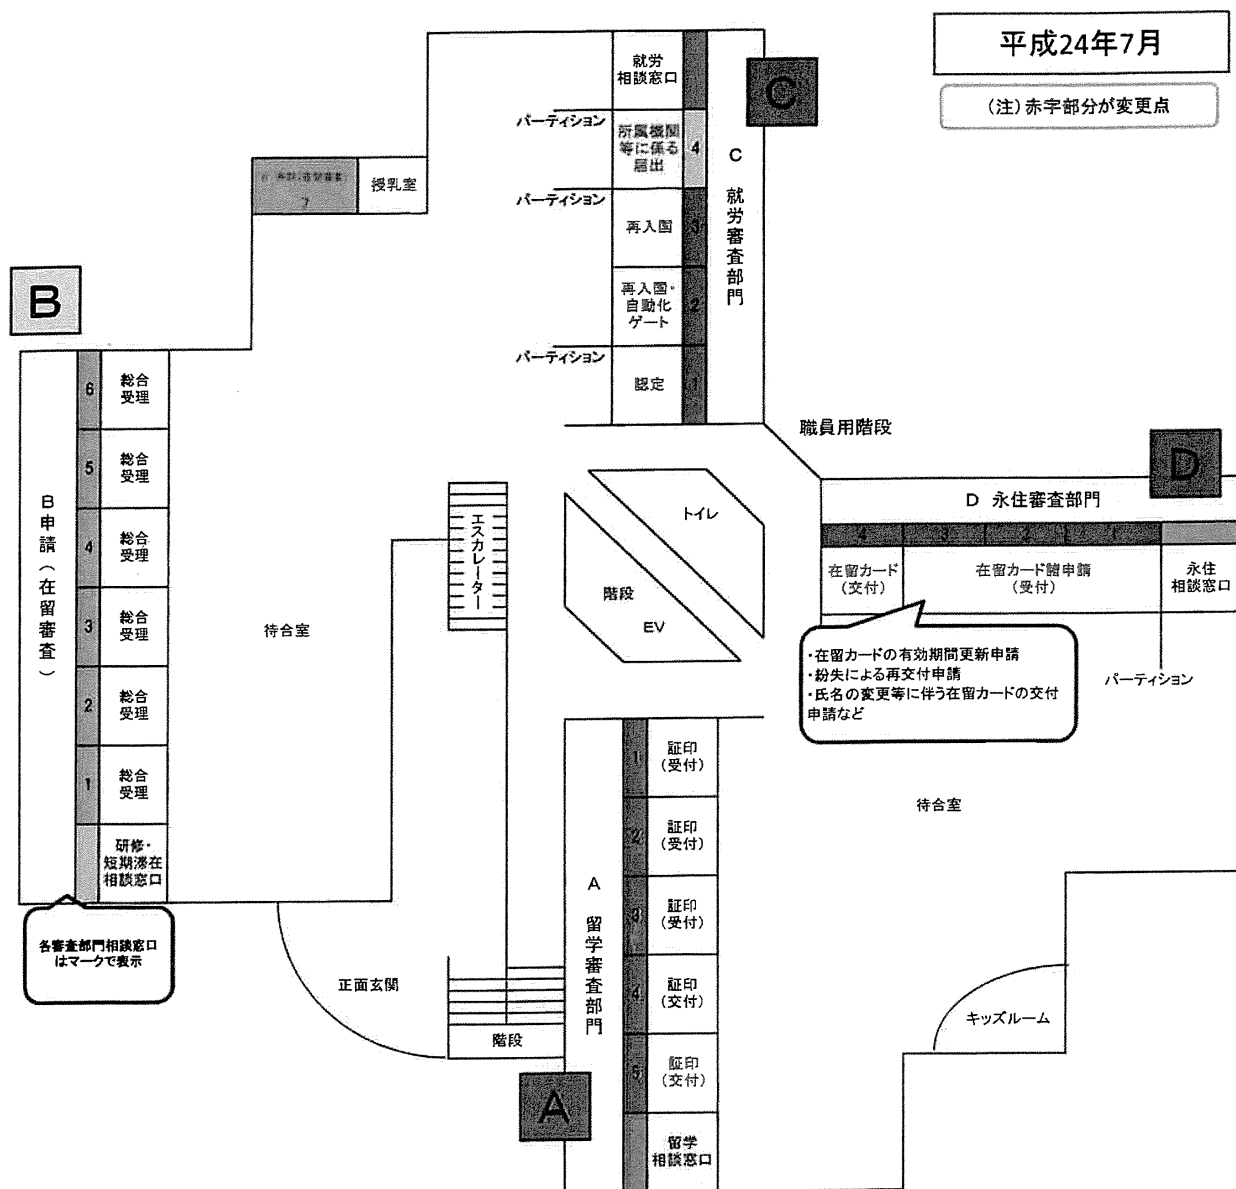 平成24年7月
(注)赤字部分が変更点
就労
相談窓口
C
パーティション
所属機関
等に係る
届出
4
パーティション
再入国
3
再入国・
自動化
ゲート
2
パーティション
認定
1
C 就労審査部門
7
授乳室
B
6
総合
受理
5
総合
受理
4
総合
受理
3
総合
受理
2
総合
受理
1
総合
受理
研修・
短期滞在
相談窓口
B申請(在留審査)
各審査部門相談窓口
はマークで表示
待合室
エスカレーター
トイレ
階段
EV
職員用階段
D
D 永住審査部門
4
3
2
1
在留カード
(交付)
在留カード諸申請
(受付)
永住
相談窓口
・在留カードの有効期間更新申請
・紛失による再交付申請
・氏名の変更等に伴う在留カードの交付
申請など
パーティション
1
証印
(受付)
2
証印
(受付)
3
証印
(受付)
4
証印
(交付)
5
証印
(交付)
留学
相談窓口
A 留学審査部門
A
待合室
正面玄関
階段
キッズルーム